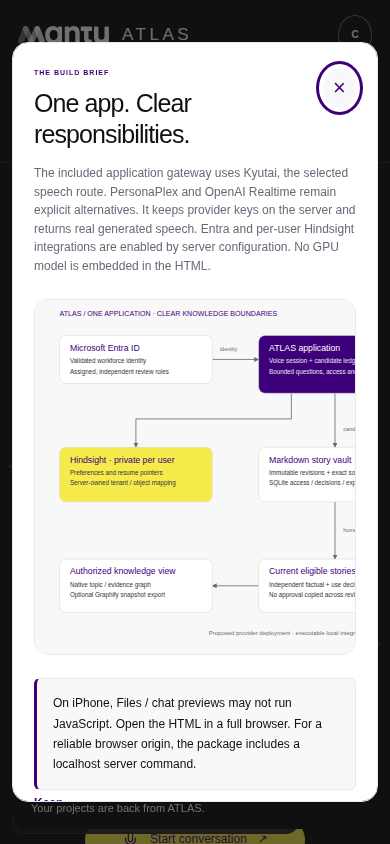 manty ATLAS
C
THE BUILD BRIEF
One app. Clear
responsibilities.
The included application gateway uses Kyutai, the selected
speech route. PersonaPlex and OpenAI Realtime remain
explicit alternatives. It keeps provider keys on the server and
returns real generated speech. Entra and per-user Hindsight
integrations are enabled by server configuration. No GPU
model is embedded in the HTML.
ATLAS / ONE APPLICATION · CLEAR KNOWLEDGE BOUNDARIES
Microsoft Entra ID
Validated workforce identity
Assigned, independent review roles
identity
ATLAS application
Voice session + candidate ledg
Bounded questions, access an
cand
Hindsight · private per user
Preferences and resume pointers
Server-owned tenant / object mapping
Markdown story vault
Immutable revisions + exact so
SQLite access / decisions / exp
huma
Authorized knowledge view
Native topic / evidence graph
Optional Graphify snapshot export
Current eligible stories
Independent factual + use deci
No approval copied across revi
Proposed provider deployment · executable local integr
On iPhone, Files / chat previews may not run
JavaScript. Open the HTML in a full browser. For a
reliable browser origin, the package includes a
localhost server command.
Your projects are back from ATLAS.
Start conversation ↗